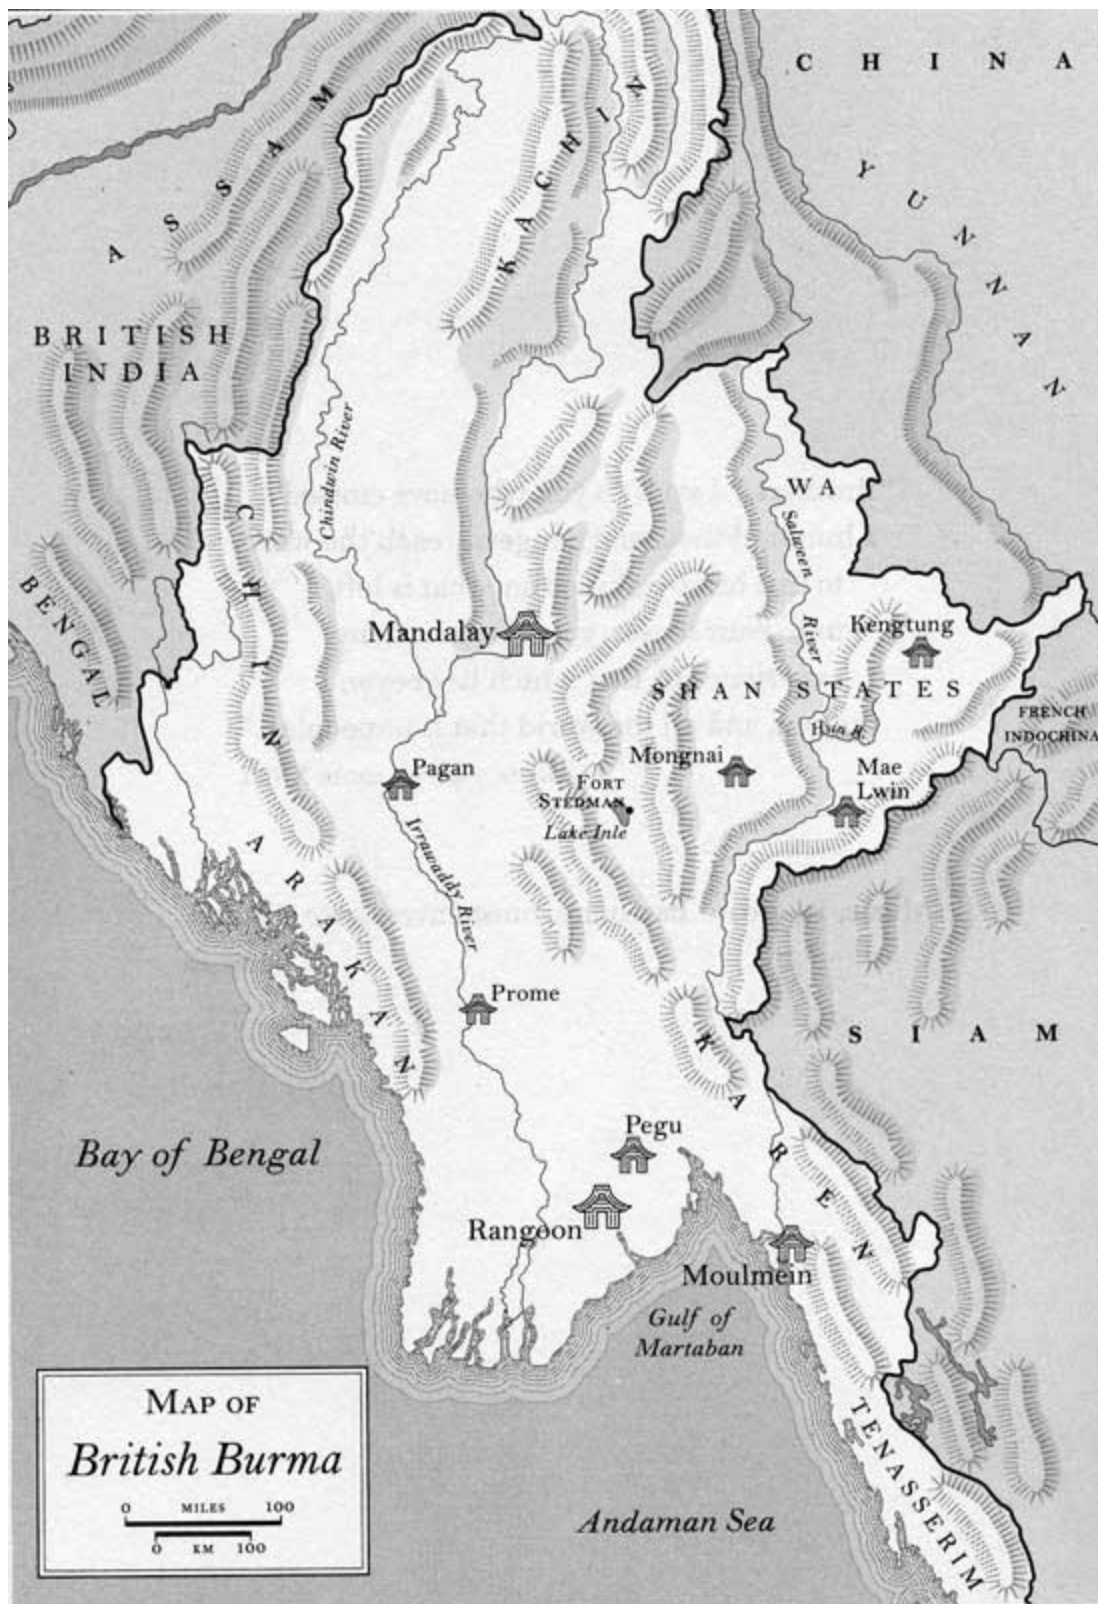 CHINA
ASSAM
KACHIN
YUNNAN
BRITISH
INDIA
Chindwin River
WA
Salween
River
CHIN
BENGAL
Mandalay
Kengtung
SHAN STATES
FRENCH
INDOCHINA
Hsin R.
Mongnai
Mae
Lwin
Pagan
FORT
STEDMAN
Lake Inle
Irrawaddy River
ARAKAN
Prome
SIAM
KAREN
Pegu
Bay of Bengal
Rangoon
Moulmein
Gulf of
Martaban
TENASSERIM
MAP OF
British Burma
0 MILES 100
0 KM 100
Andaman Sea